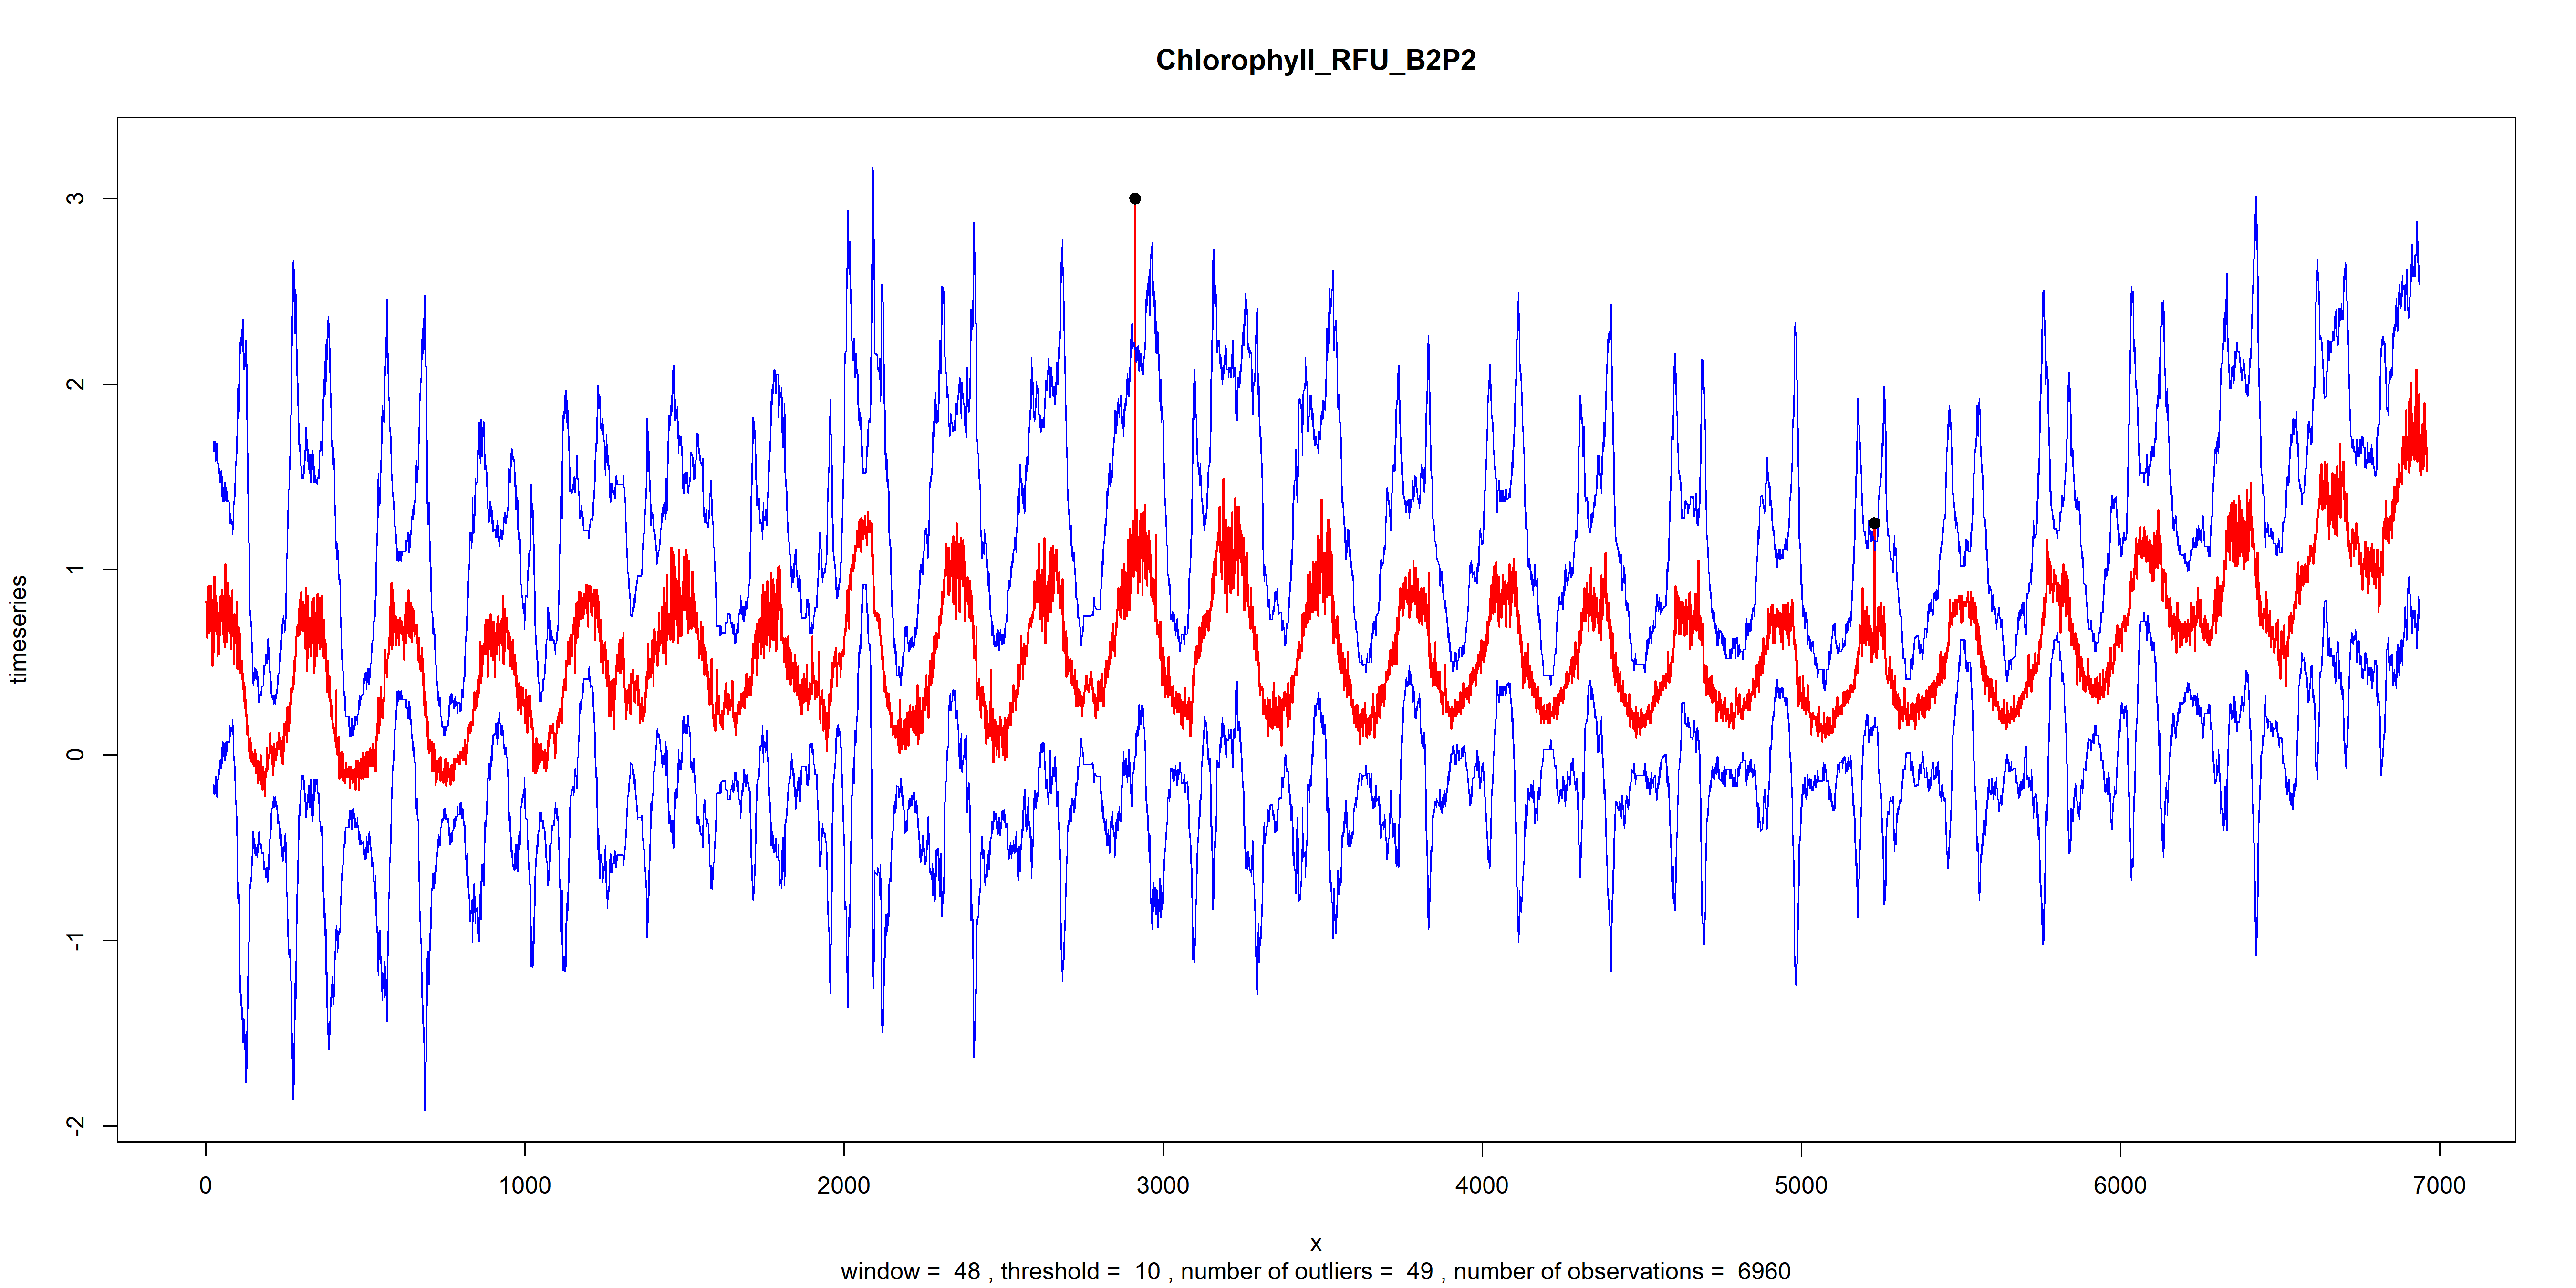 Chlorophyll_RFU_B2P2
timeseries
3
2
1
0
-1
-2
0 1000 2000 3000 4000 5000 6000 7000
x
window = 48 , threshold = 10 , number of outliers = 49 , number of observations = 6960